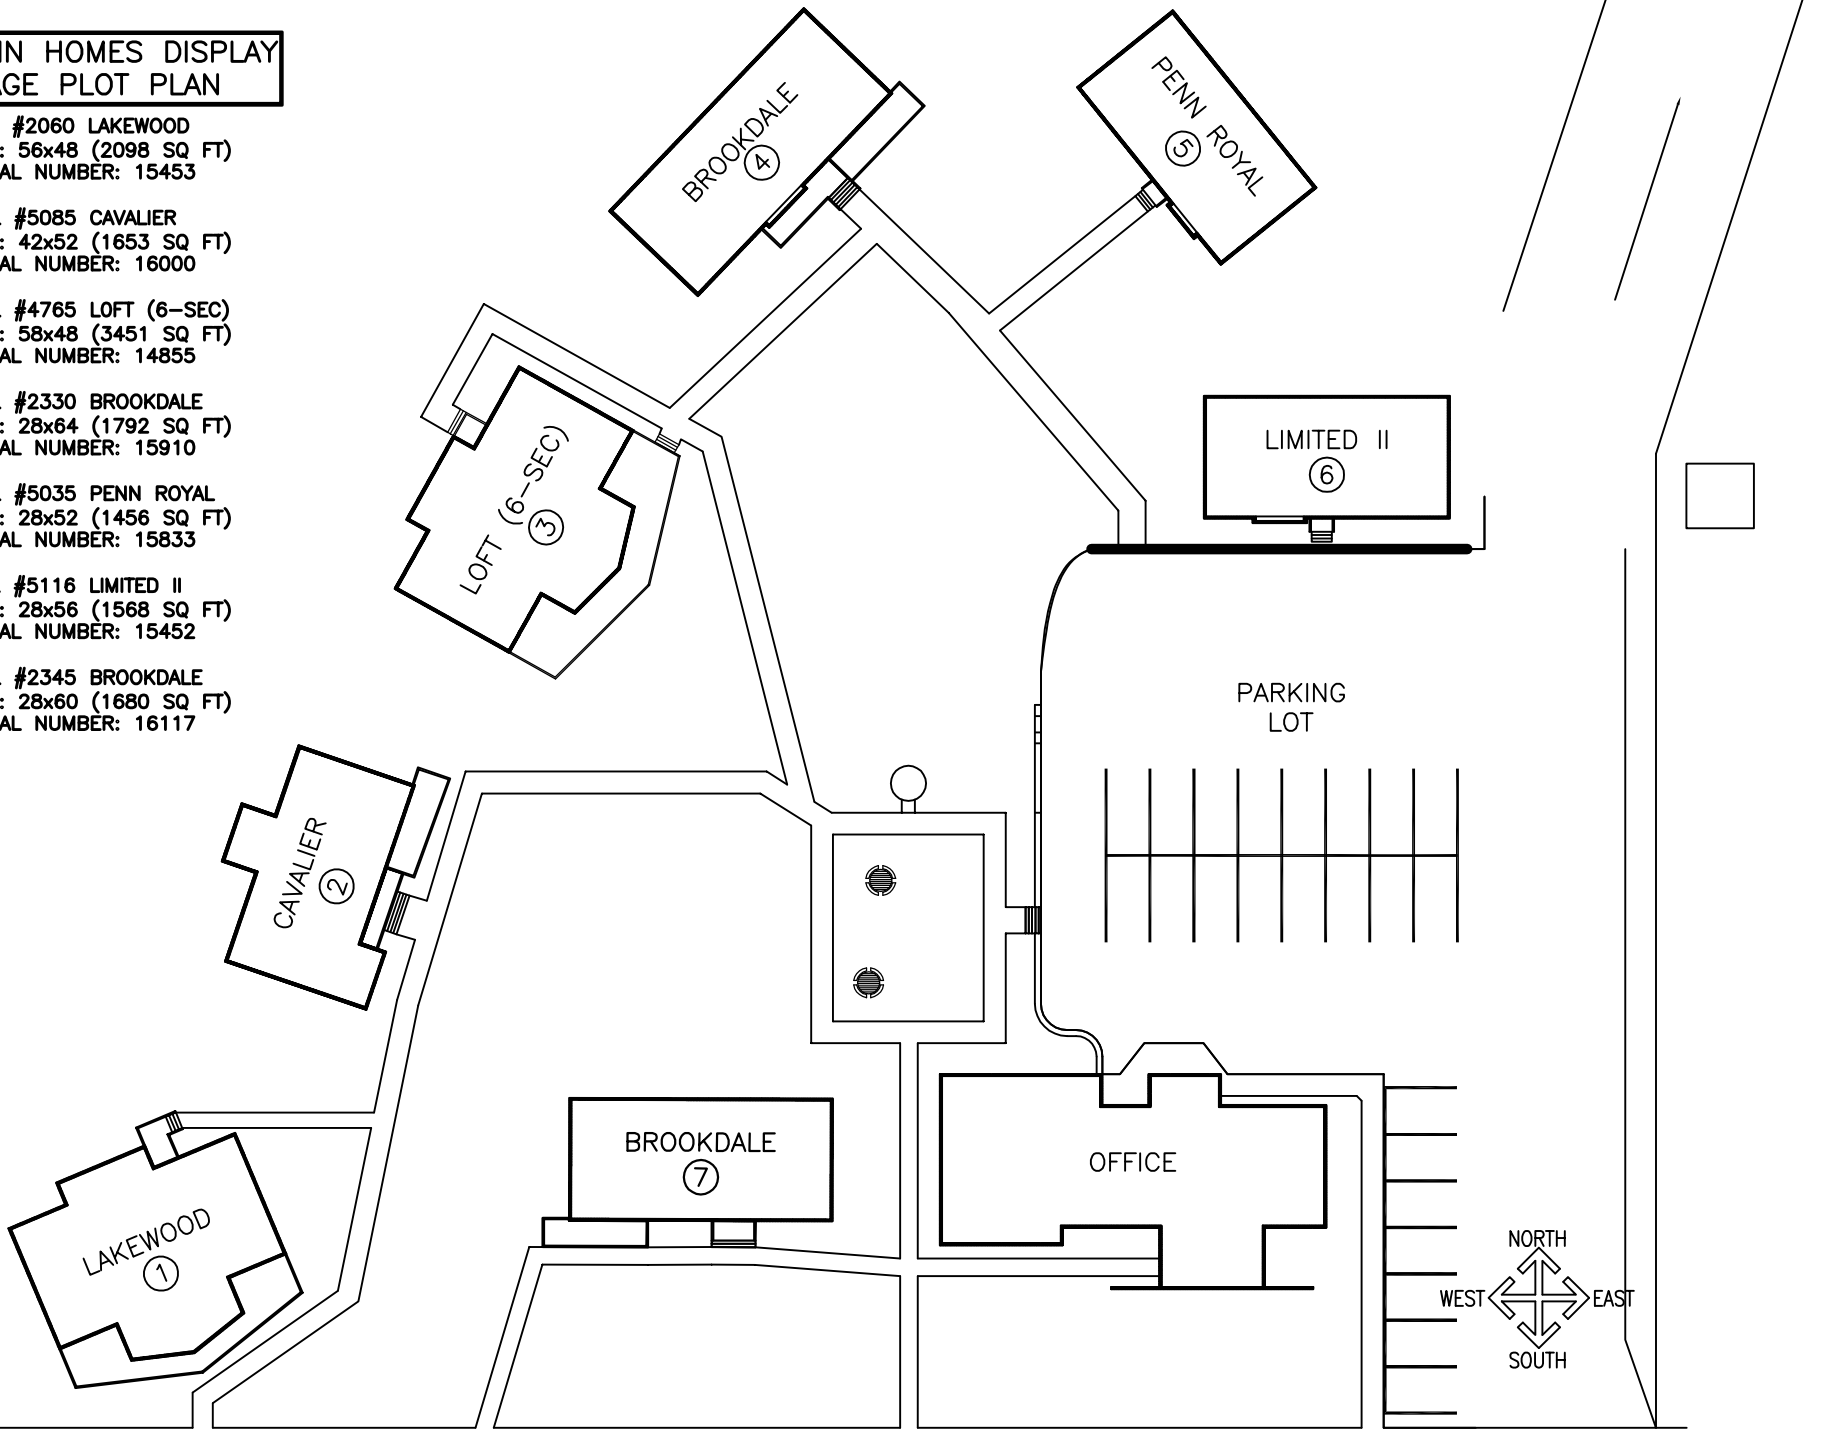 IN HOMES DISPLAY
AGE PLOT PLAN
#2060 LAKEWOOD
: 56x48 (2098 SQ FT)
AL NUMBER: 15453
#5085 CAVALIER
: 42x52 (1653 SQ FT)
AL NUMBER: 16000
#4765 LOFT (6-SEC)
: 58x48 (3451 SQ FT)
AL NUMBER: 14855
#2330 BROOKDALE
: 28x64 (1792 SQ FT)
AL NUMBER: 15910
#5035 PENN ROYAL
: 28x52 (1456 SQ FT)
AL NUMBER: 15833
#5116 LIMITED II
: 28x56 (1568 SQ FT)
AL NUMBER: 15452
#2345 BROOKDALE
: 28x60 (1680 SQ FT)
AL NUMBER: 16117
BROOKDALE
4
PENN ROYAL
5
LIMITED II
6
LOFT (6-SEC)
3
PARKING
LOT
CAVALIER
2
BROOKDALE
7
OFFICE
LAKEWOOD
1
NORTH
WEST
EAST
SOUTH